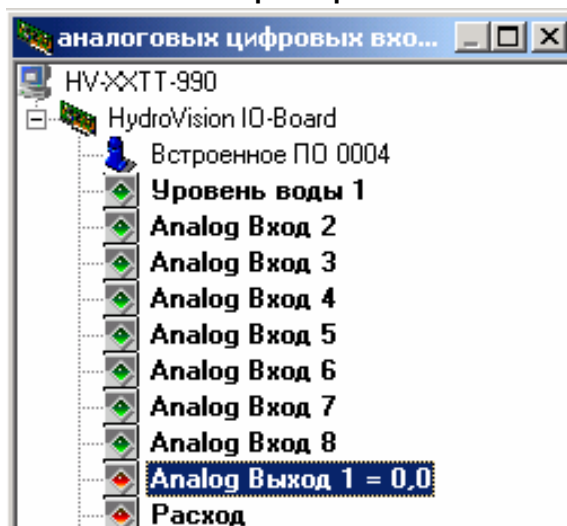 аналоговых цифровых вхо...
HV-XXTT-990
HydroVision IO-Board
Встроенное ПО 0004
Уровень воды 1
Analog Вход 2
Analog Вход 3
Analog Вход 4
Analog Вход 5
Analog Вход 6
Analog Вход 7
Analog Вход 8
Analog Выход 1 = 0,0
Расход